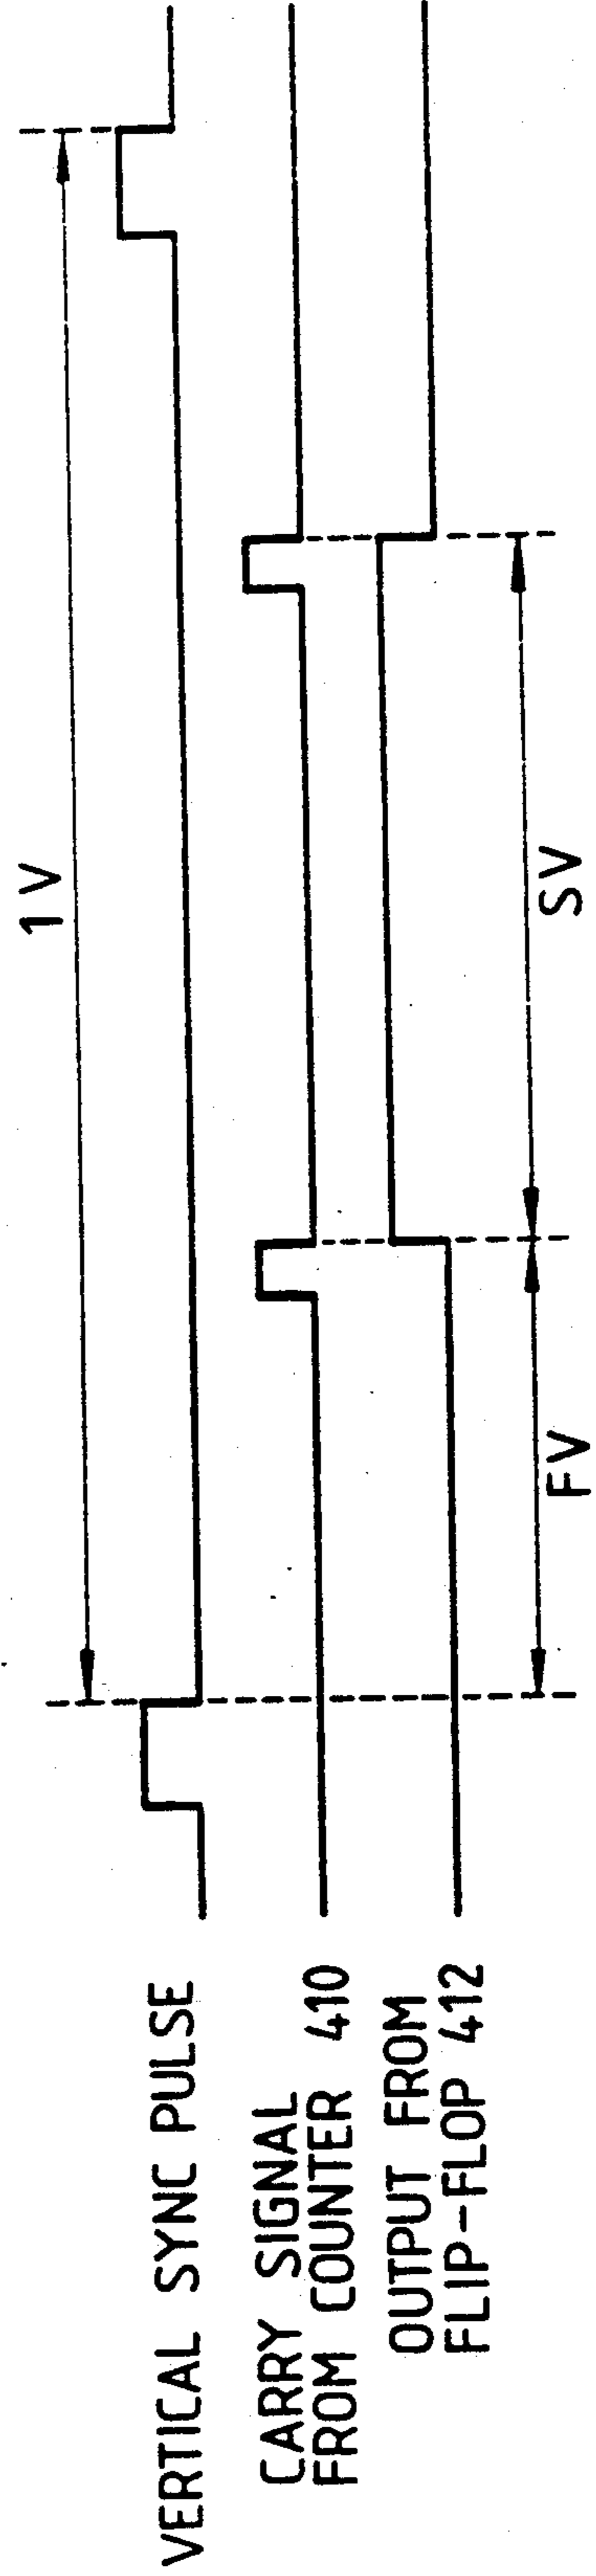 1V
VERTICAL SYNC PULSE
CARRY SIGNAL
FROM COUNTER 410
OUTPUT FROM
FLIP-FLOP 412
FV
SV